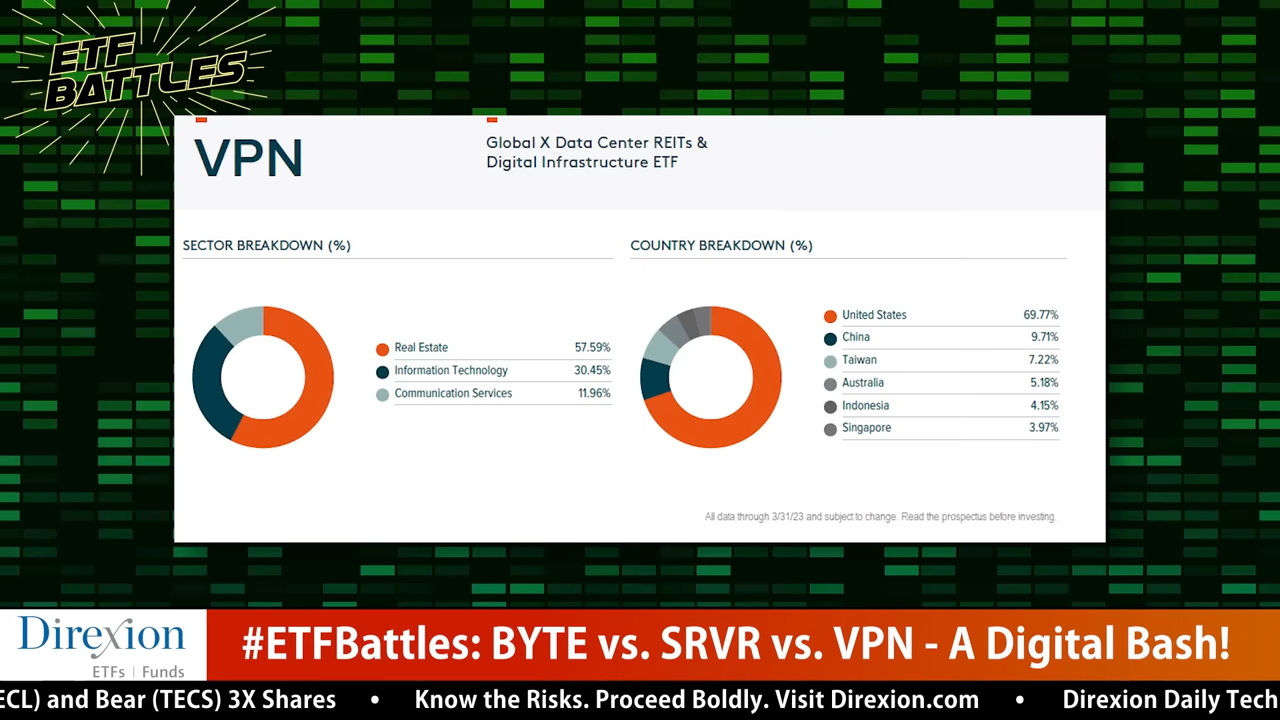 ETF
BATTLES
VPN
Global X Data Center REITs &
Digital Infrastructure ETF
SECTOR BREAKDOWN (%)
Real Estate 57.59%
Information Technology 30.45%
Communication Services 11.96%
COUNTRY BREAKDOWN (%)
United States 69.77%
China 9.71%
Taiwan 7.22%
Australia 5.18%
Indonesia 4.15%
Singapore 3.97%
All data through 3/31/23 and subject to change. Read the prospectus before investing.
Direxion
ETFs | Funds
#ETFBattles: BYTE vs. SRVR vs. VPN - A Digital Bash!
ECL) and Bear (TECS) 3X Shares • Know the Risks. Proceed Boldly. Visit Direxion.com • Direxion Daily Tech